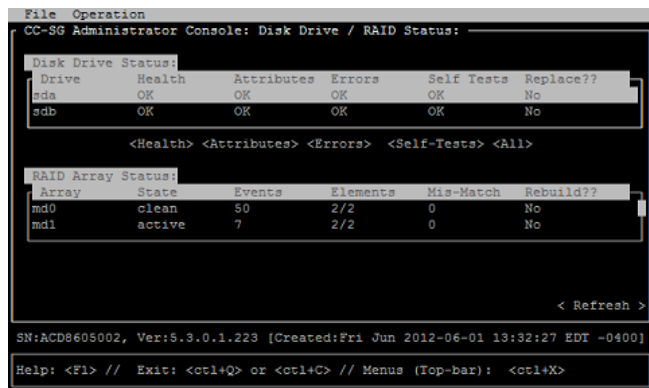 File Operation
CC-SG Administrator Console: Disk Drive / RAID Status:
Disk Drive Status:
Drive Health Attributes Errors Self Tests Replace??
sda OK OK OK OK No
sdb OK OK OK OK No
<Health> <Attributes> <Errors> <Self-Tests> <All>
RAID Array Status:
Array State Events Elements Mis-Match Rebuild??
md0 clean 50 2/2 0 No
md1 active 7 2/2 0 No
< Refresh >
SN:ACD8605002, Ver:5.3.0.1.223 [Created:Fri Jun 2012-06-01 13:32:27 EDT -0400]
Help: <F1> // Exit: <ctl+Q> or <ctl+C> // Menus (Top-bar): <ctl+X>